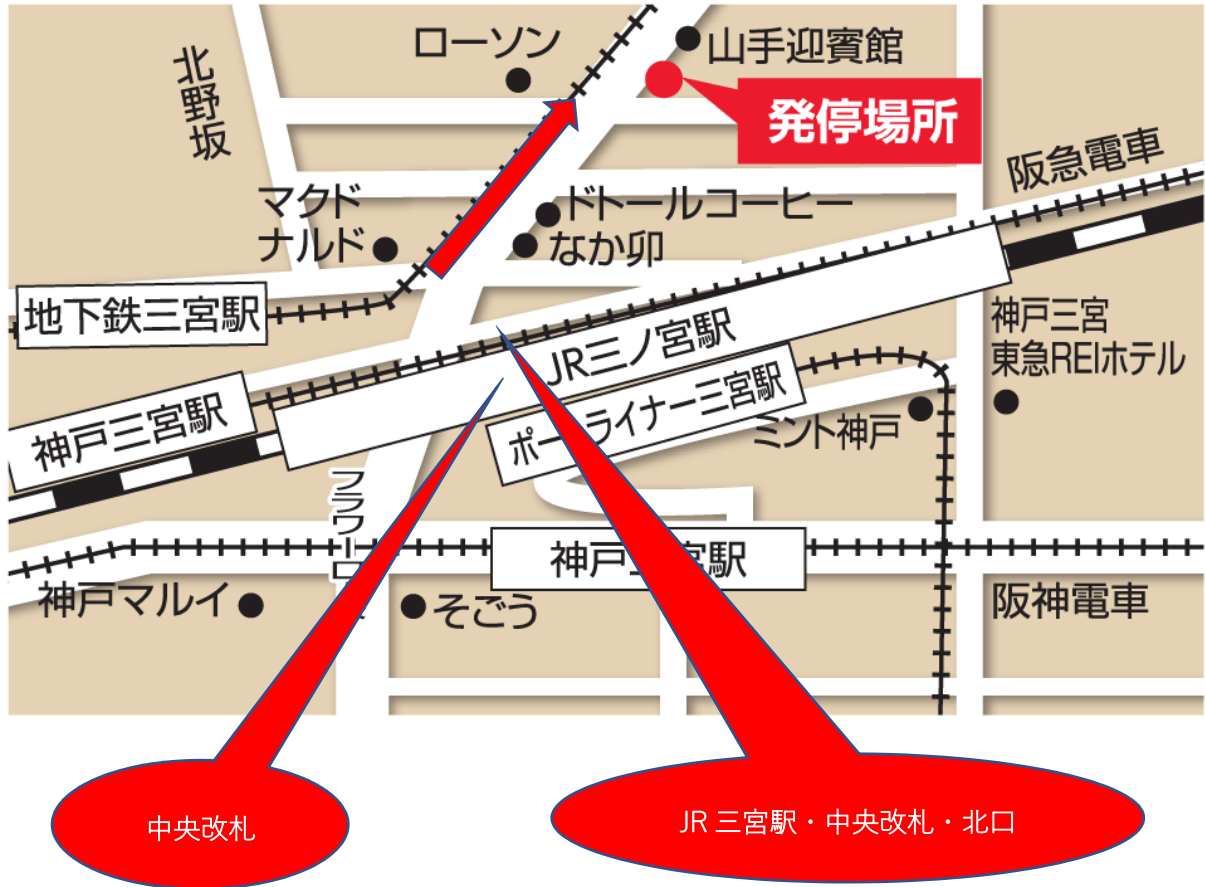 ローソン
山手迎賓館
北野坂
発停場所
阪急電車
マクド
ナルド
ドトールコーヒー
なか卯
地下鉄三宮駅
神戸三宮
東急REIホテル
JR三ノ宮駅
ポー
ライナー三宮駅
神戸三宮駅
ミント神戸
フラワーロ
神戸
宮駅
神戸マルイ
そごう
阪神電車
中央改札
JR 三宮駅・中央改札・北口